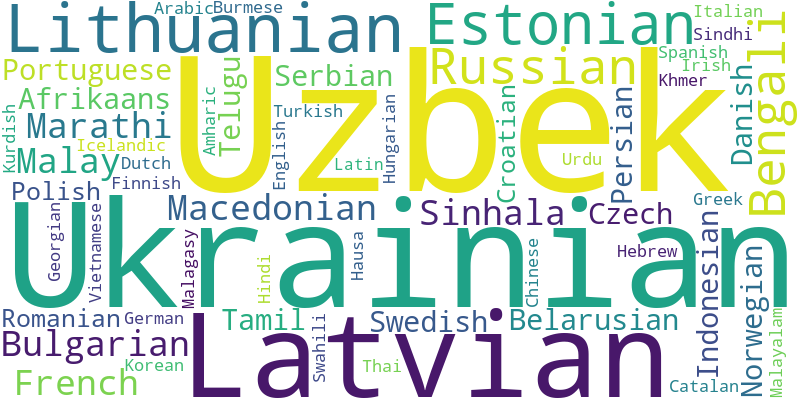 Arabic
Burmese
Lithuanian
Estonian
Italian
Sindhi
Spanish
Irish
Khmer
Portuguese
Afrikaans
Marathi
Icelandic
Kurdish
Malay
Dutch
Finnish
Polish
Amharic
Telugu
Serbian
Turkish
English
Latin
Hungarian
Russian
Uzbek
Croatian
Urdu
Persian
Danish
Bengali
Greek
Macedonian
Sinhala
Czech
Georgian
Vietnamese
Ukrainian
Malagasy
Hindi
Hausa
Chinese
Hebrew
Indonesian
Norwegian
Malayalam
Romanian
German
Tamil
Swahili
Swedish
Belarusian
Bulgarian
Korean
Latvian
French
Thai
Catalan